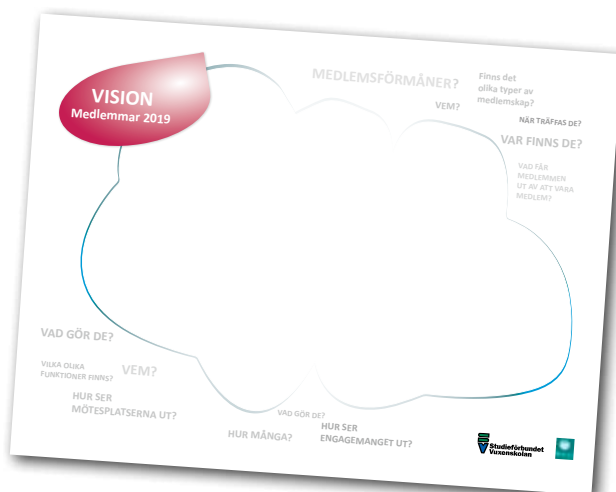 VISION
Medlemmar 2019
MEDLEMSFÖRMÅNER?
VEM?
Finns det
olika typer av
medlemskap?
NÄR TRÄFFAS DE?
VAR FINNS DE?
VAD FÅR
MEDLEMMEN
UT AV ATT VARA
MEDLEM?
VAD GÖR DE?
VILKA OLIKA
FUNKTIONER FINNS?
VEM?
HUR SER
MÖTESPLATSERNA UT?
VAD GÖR DE?
HUR MÅNGA?
HUR SER
ENGAGEMANGET UT?
Studieförbundet
Vuxenskolan